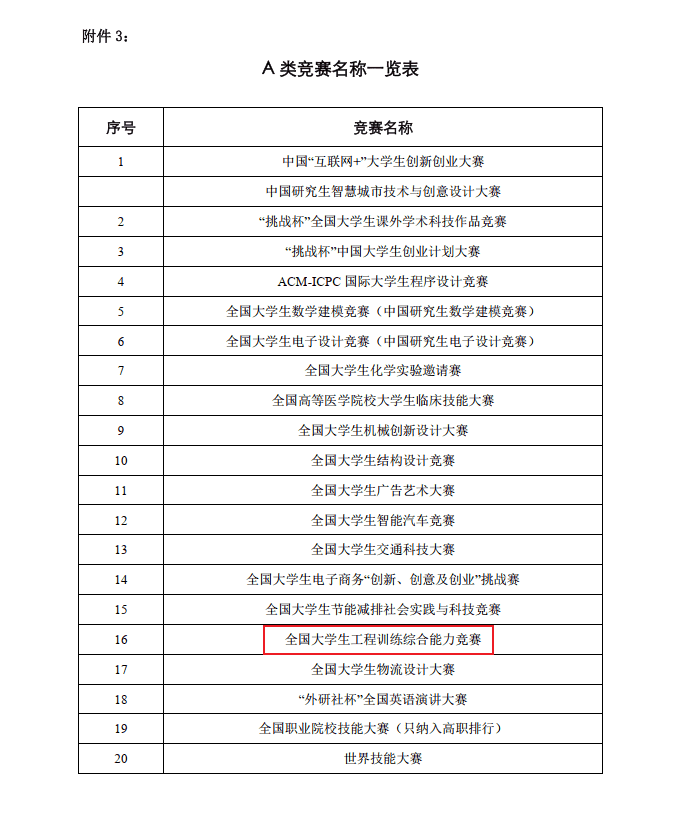 附件 3：
A 类竞赛名称一览表
序号 竞赛名称
1 中国“互联网+”大学生创新创业大赛
中国研究生智慧城市技术与创意设计大赛
2 “挑战杯”全国大学生课外学术科技作品竞赛
3 “挑战杯”中国大学生创业计划大赛
4 ACM-ICPC 国际大学生程序设计竞赛
5 全国大学生数学建模竞赛（中国研究生数学建模竞赛）
6 全国大学生电子设计竞赛（中国研究生电子设计竞赛）
7 全国大学生化学实验邀请赛
8 全国高等医学院校大学生临床技能大赛
9 全国大学生机械创新设计大赛
10 全国大学生结构设计竞赛
11 全国大学生广告艺术大赛
12 全国大学生智能汽车竞赛
13 全国大学生交通科技大赛
14 全国大学生电子商务“创新、创意及创业”挑战赛
15 全国大学生节能减排社会实践与科技竞赛
16 全国大学生工程训练综合能力竞赛
17 全国大学生物流设计大赛
18 “外研社杯”全国英语演讲大赛
19 全国职业院校技能大赛（只纳入高职排行）
20 世界技能大赛